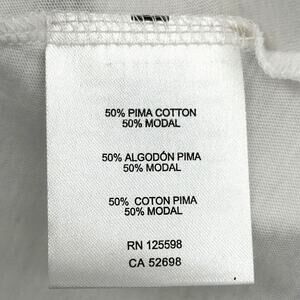 50% PIMA COTTON
50% MODAL
50% ALGODÓN PIMA
50% MODAL
50% COTON PIMA
50% MODAL
RN 125598
CA 52698